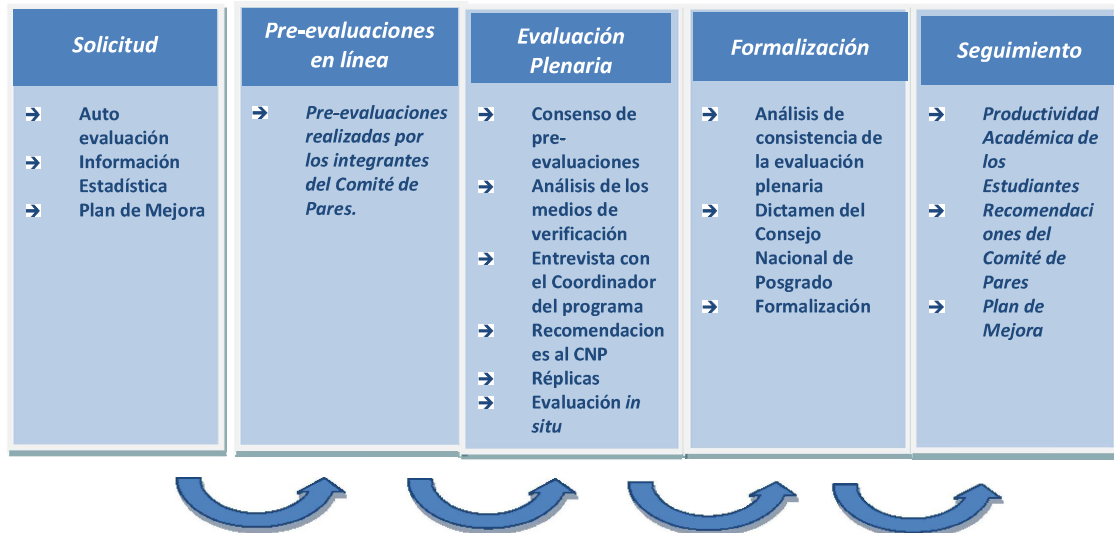 Solicitud
➔ Auto
evaluación
➔ Información
Estadística
➔ Plan de Mejora
Pre-evaluaciones
en línea
➔ Pre-evaluaciones
realizadas por
los integrantes
del Comité de
Pares.
Evaluación
Plenaria
➔ Consenso de
pre-
evaluaciones
➔ Análisis de los
medios de
verificación
➔ Entrevista con
el Coordinador
del programa
➔ Recomendacion
es al CNP
➔ Réplicas
➔ Evaluación in
situ
Formalización
➔ Análisis de
consistencia de
la evaluación
plenaria
➔ Dictamen del
Consejo
Nacional de
Posgrado
➔ Formalización
Seguimiento
➔ Productividad
Académica de
los
Estudiantes
➔ Recomendaci
ones del
Comité de
Pares
➔ Plan de
Mejora